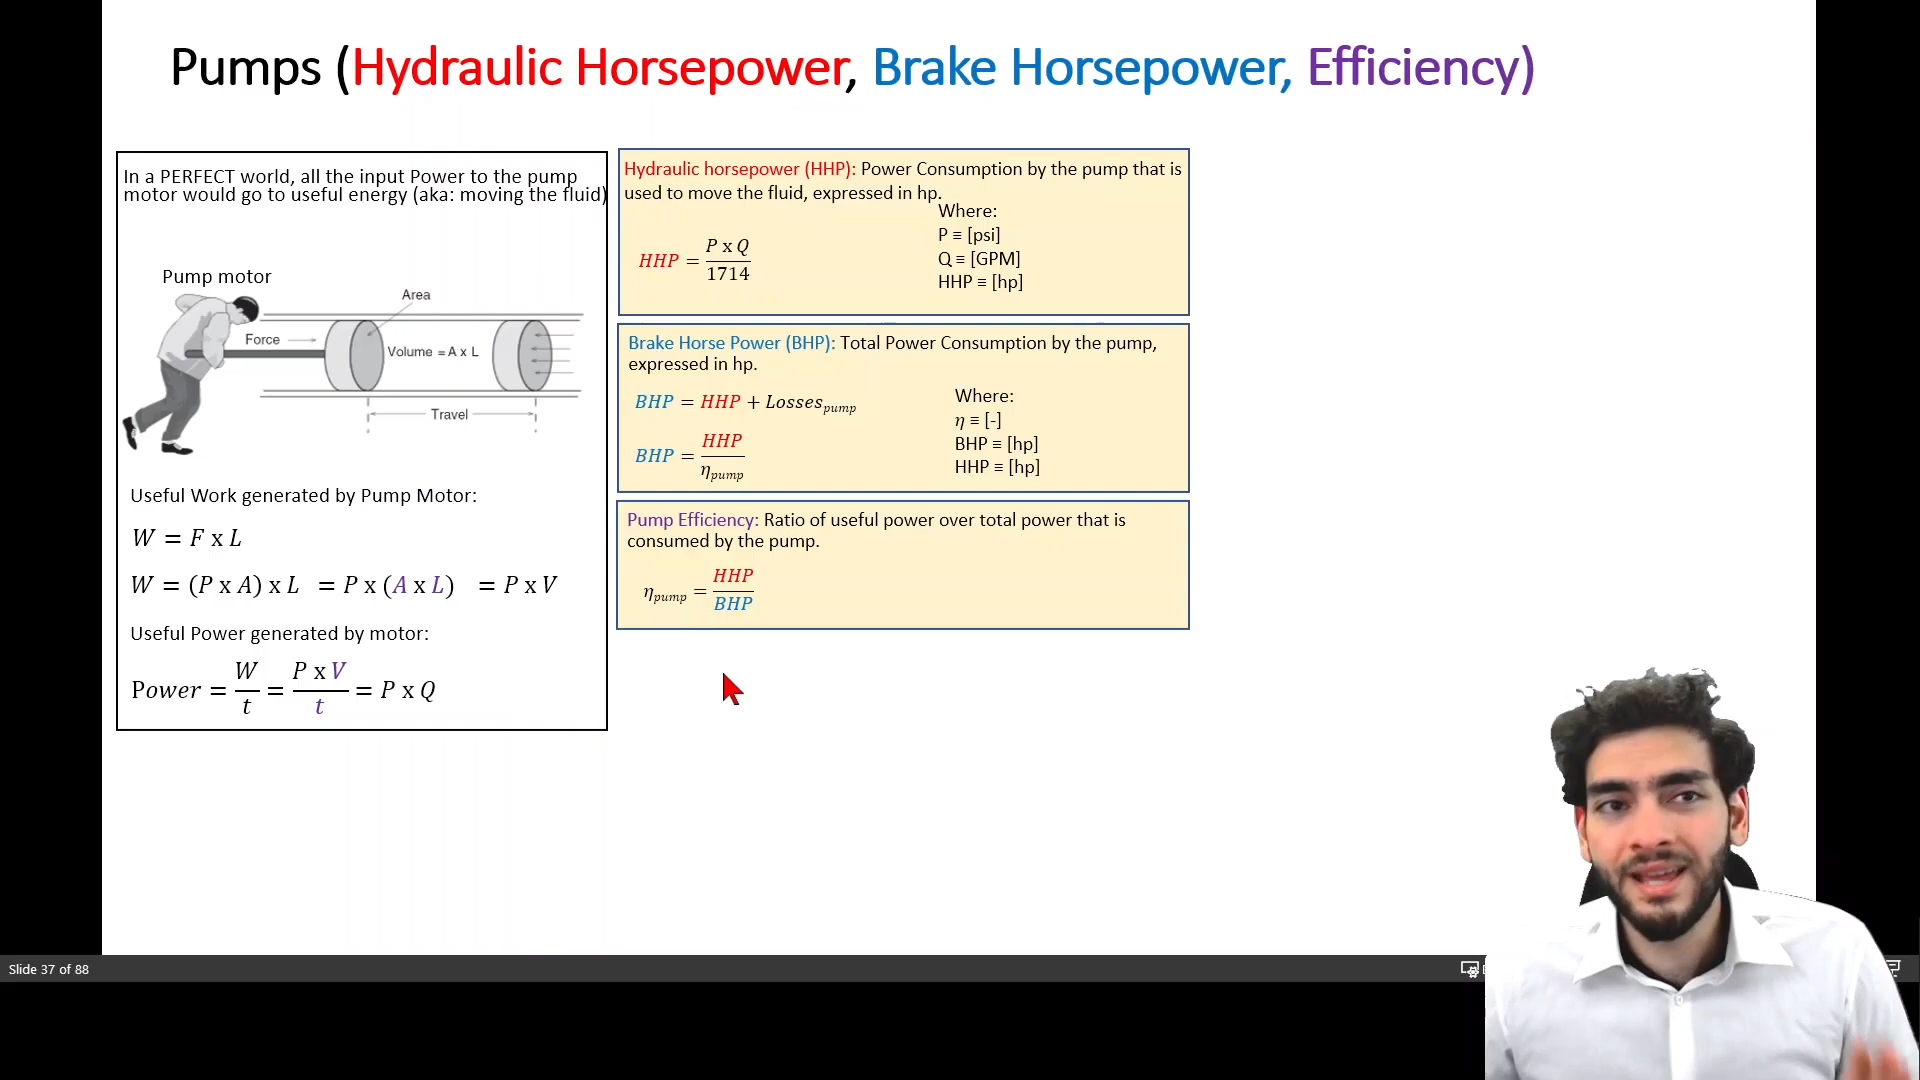 Pumps (Hydraulic Horsepower, Brake Horsepower, Efficiency)
In a PERFECT world, all the input Power to the pump
motor would go to useful energy (aka: moving the fluid)
Pump motor
Area
Force
Volume = A x L
Travel
Useful Work generated by Pump Motor:
W = F x L
W = (P x A) x L = P x (A x L) = P x V
Useful Power generated by motor:
Power = W/t = P x V/t = P x Q
Hydraulic horsepower (HHP): Power Consumption by the pump that is
used to move the fluid, expressed in hp.
HHP = P x Q/1714
Where:
P ≡ [psi]
Q ≡ [GPM]
HHP ≡ [hp]
Brake Horse Power (BHP): Total Power Consumption by the pump,
expressed in hp.
BHP = HHP + Losses pump
BHP = HHP/η pump
Where:
η ≡ [-]
BHP ≡ [hp]
HHP ≡ [hp]
Pump Efficiency: Ratio of useful power over total power that is
consumed by the pump.
η pump = HHP/BHP
Slide 37 of 88